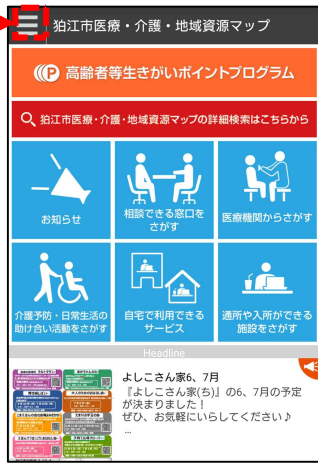 狛江市医療・介護・地域資源マップ
高齢者等生きがいポイントプログラム
狛江市医療・介護・地域資源マップの詳細検索はこちらから
お知らせ
相談できる窓口を
さがす
医療機関からさがす
介護予防・日常生活の
助け合い活動をさがす
自宅で利用できる
サービス
通所や入所ができる
施設をさがす
Headline
よしこさん家6、7月
『よしこさん家(ち)』の6、7月の予定
が決まりました！
ぜひ、お気軽にいらしてください♪
...